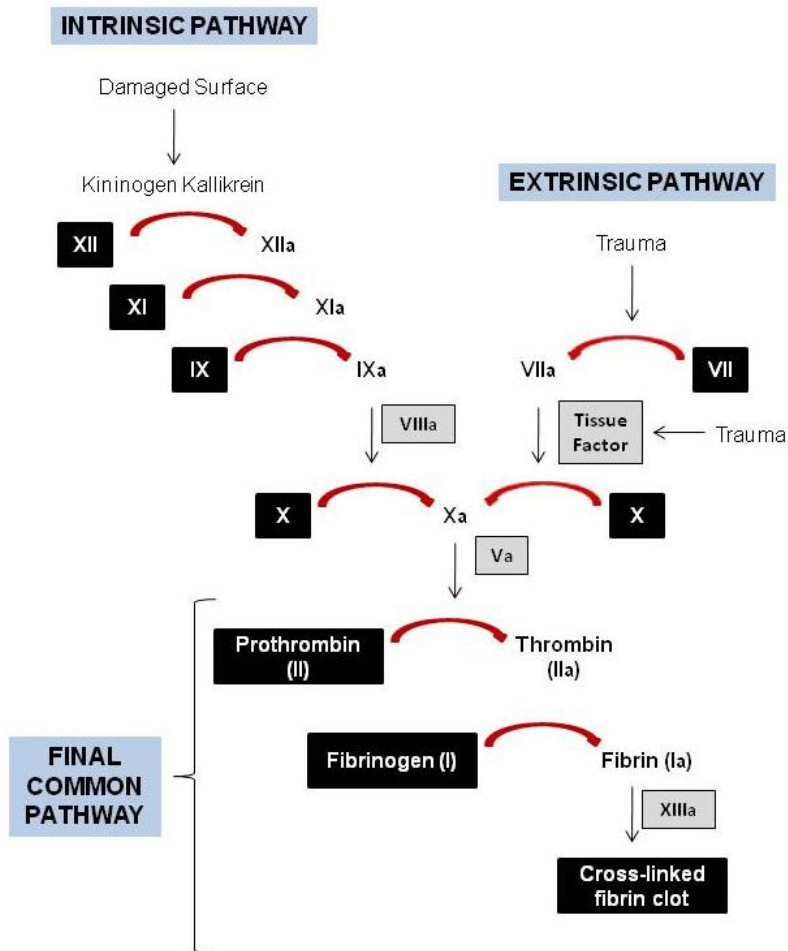 INTRINSIC PATHWAY
Damaged Surface
Kininogen Kallikrein
XII
XIIa
XI
XIa
IX
IXa
VIIIa
EXTRINSIC PATHWAY
Trauma
VIIa
VII
Tissue
Factor
Trauma
X
Xa
X
Va
FINAL
COMMON
PATHWAY
Prothrombin
(II)
Thrombin
(IIa)
Fibrinogen (I)
Fibrin (Ia)
XIIIa
Cross-linked
fibrin clot